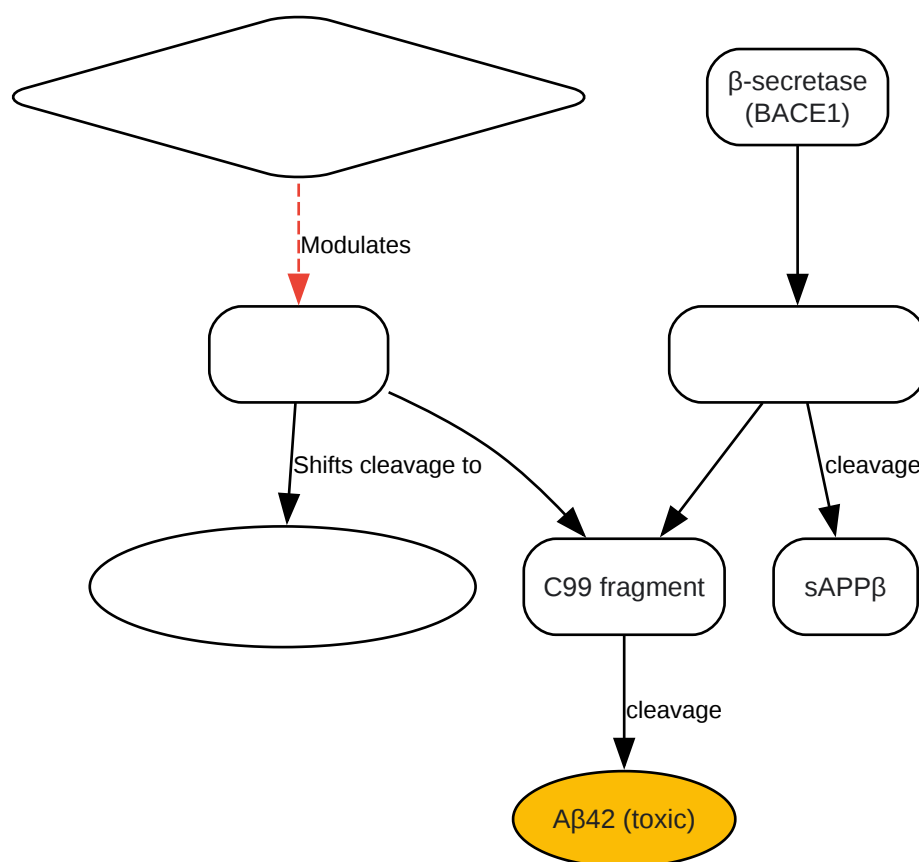 β-secretase
(BACE1)
Modulates
Shifts cleavage to
cleavage
C99 fragment
sAPPβ
cleavage
Aβ42 (toxic)